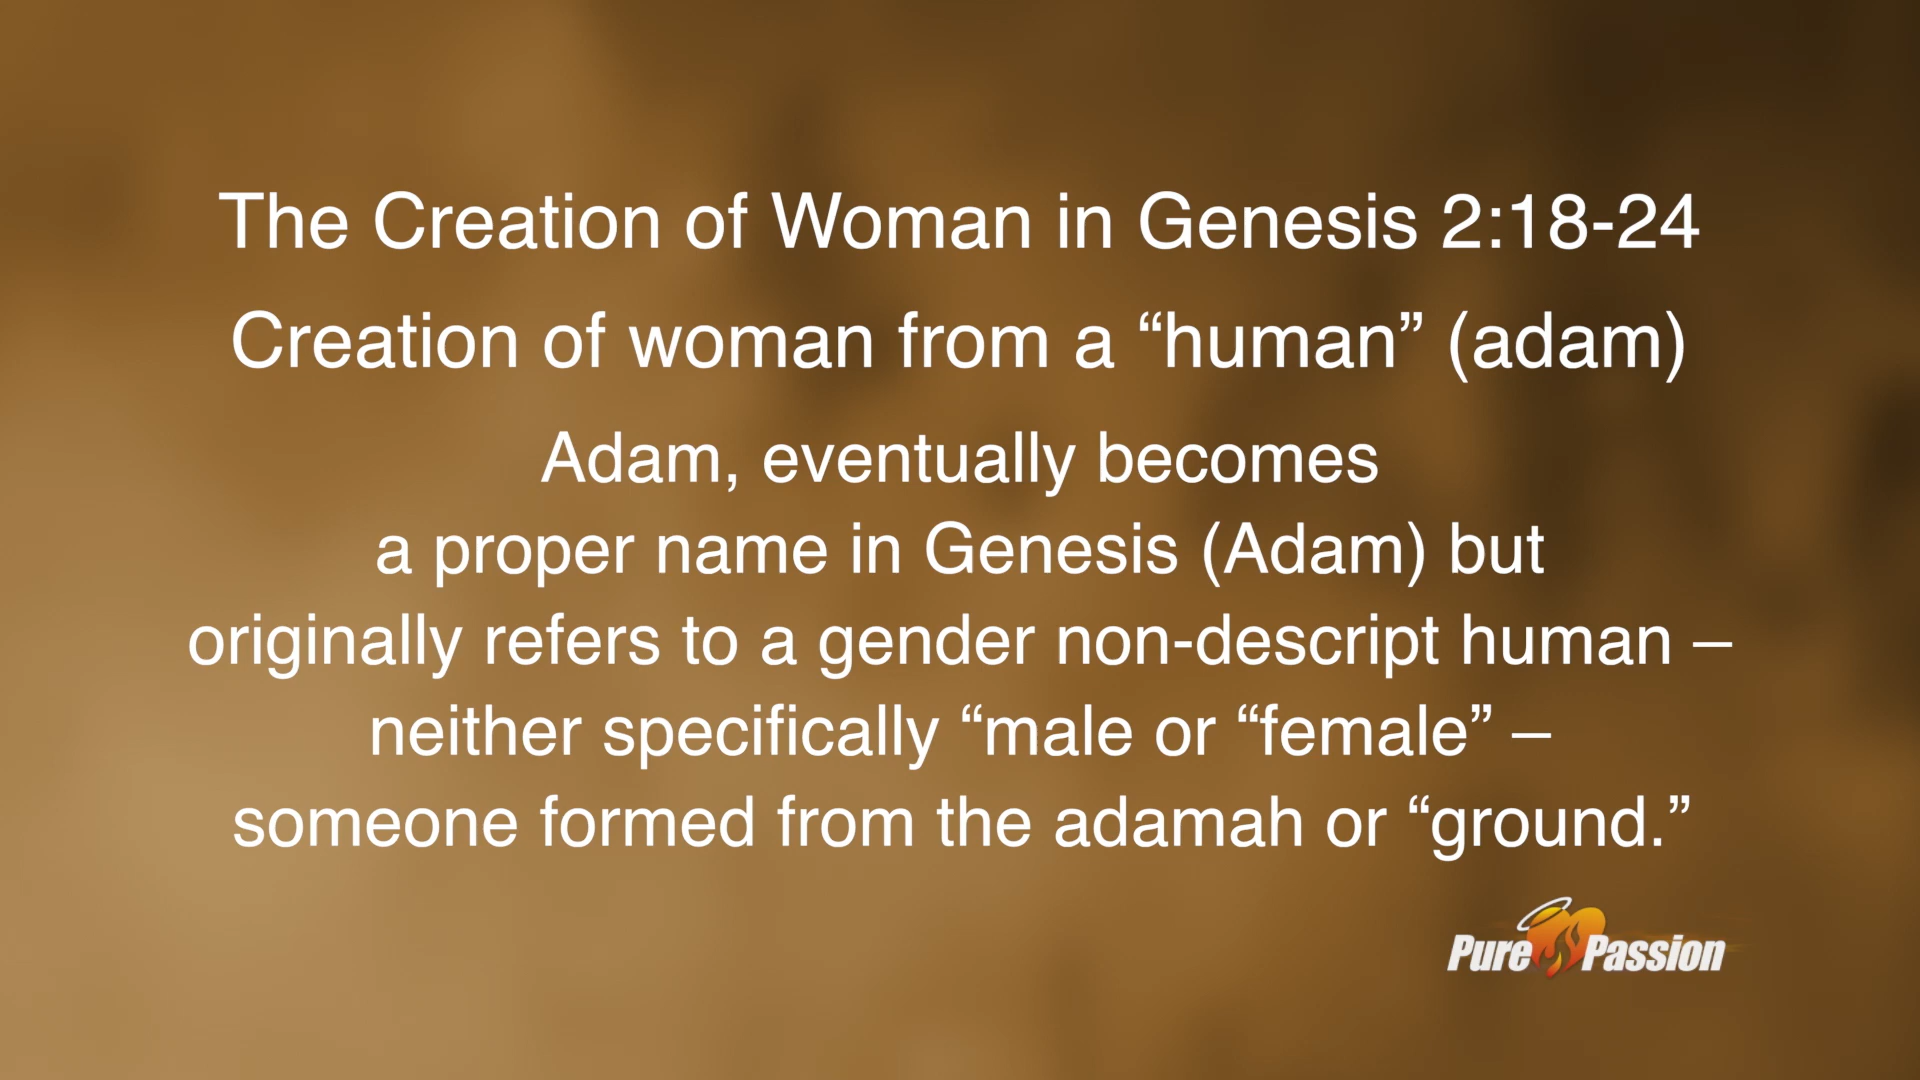 The Creation of Woman in Genesis 2:18-24
Creation of woman from a “human” (adam)
Adam, eventually becomes
a proper name in Genesis (Adam) but
originally refers to a gender non-descript human –
neither specifically “male or “female” –
someone formed from the adamah or “ground.”
Pure Passion